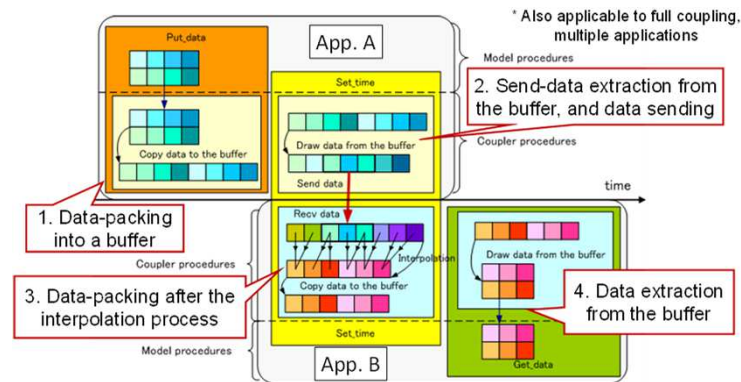 * Also applicable to full coupling,
multiple applications
App. A
Put_data
Model procedures
Set_time
2. Send-data extraction from
the buffer, and data sending
Copy data to the buffer
Draw data from the buffer
Coupler procedures
Send data
time
1. Data-packing
into a buffer
Recv data
Interpolation
Coupler procedures
Copy data to the buffer
Draw data from the buffer
3. Data-packing after the
interpolation process
4. Data extraction
from the buffer
Set_time
Model procedures
App. B
Get_data